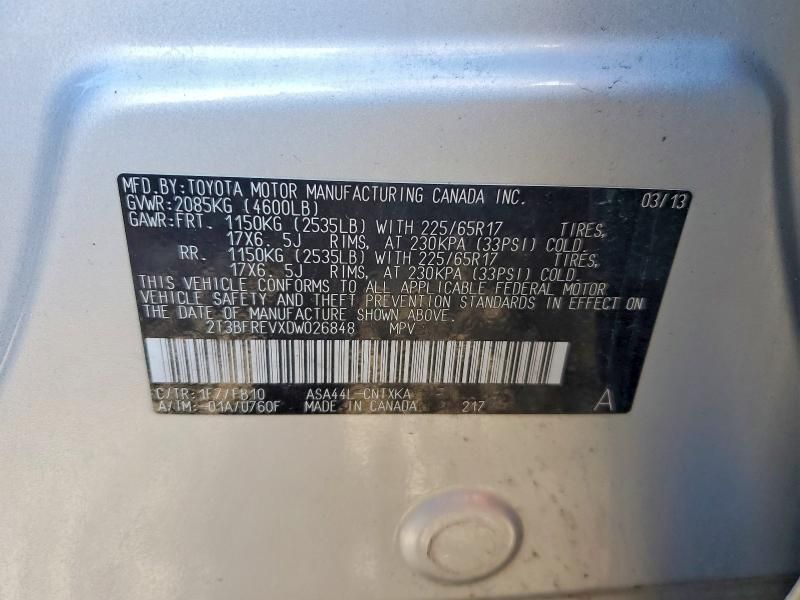 MFD.BY:TOYOTA MOTOR MANUFACTURING CANADA INC. 03/13
GVWR:2085KG (4600LB)
GAWR:FRT. 1150KG (2535LB) WITH 225/65R17 TIRES,
17X6.5J RIMS, AT 230KPA (33PSI) COLD.
RR. 1150KG (2535LB) WITH 225/65R17 TIRES,
17X6.5J RIMS, AT 230KPA (33PSI) COLD.
THIS VEHICLE CONFORMS TO ALL APPLICABLE FEDERAL MOTOR
VEHICLE SAFETY AND THEFT PREVENTION STANDARDS IN EFFECT ON
THE DATE OF MANUFACTURE SHOWN ABOVE.
2T3BFREVXDW026848 MPV
C/TR:1F7/FB10 ASA44L-CNTXKA
A/TM:-01A/U760F MADE IN CANADA 217 A